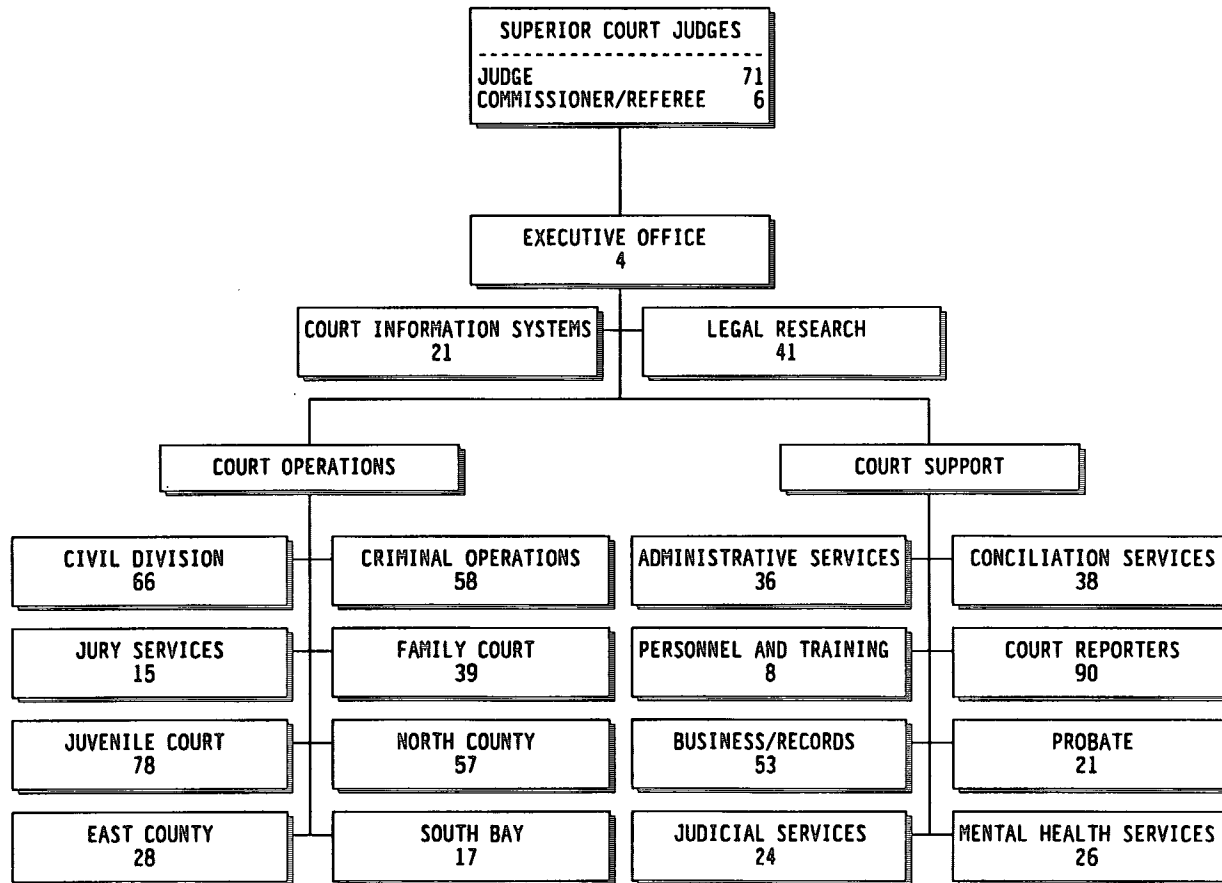 SUPERIOR COURT JUDGES
JUDGE 71
COMMISSIONER/REFEREE 6
EXECUTIVE OFFICE
4
COURT INFORMATION SYSTEMS
21
LEGAL RESEARCH
41
COURT OPERATIONS
COURT SUPPORT
CIVIL DIVISION
66
CRIMINAL OPERATIONS
58
ADMINISTRATIVE SERVICES
36
CONCILIATION SERVICES
38
JURY SERVICES
15
FAMILY COURT
39
PERSONNEL AND TRAINING
8
COURT REPORTERS
90
JUVENILE COURT
78
NORTH COUNTY
57
BUSINESS/RECORDS
53
PROBATE
21
EAST COUNTY
28
SOUTH BAY
17
JUDICIAL SERVICES
24
MENTAL HEALTH SERVICES
26